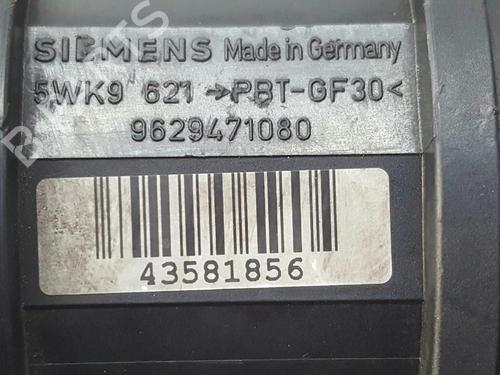 SIEMENS Made in Germany
5WK9 621 →PBT-GF30<
9629471080
43581856